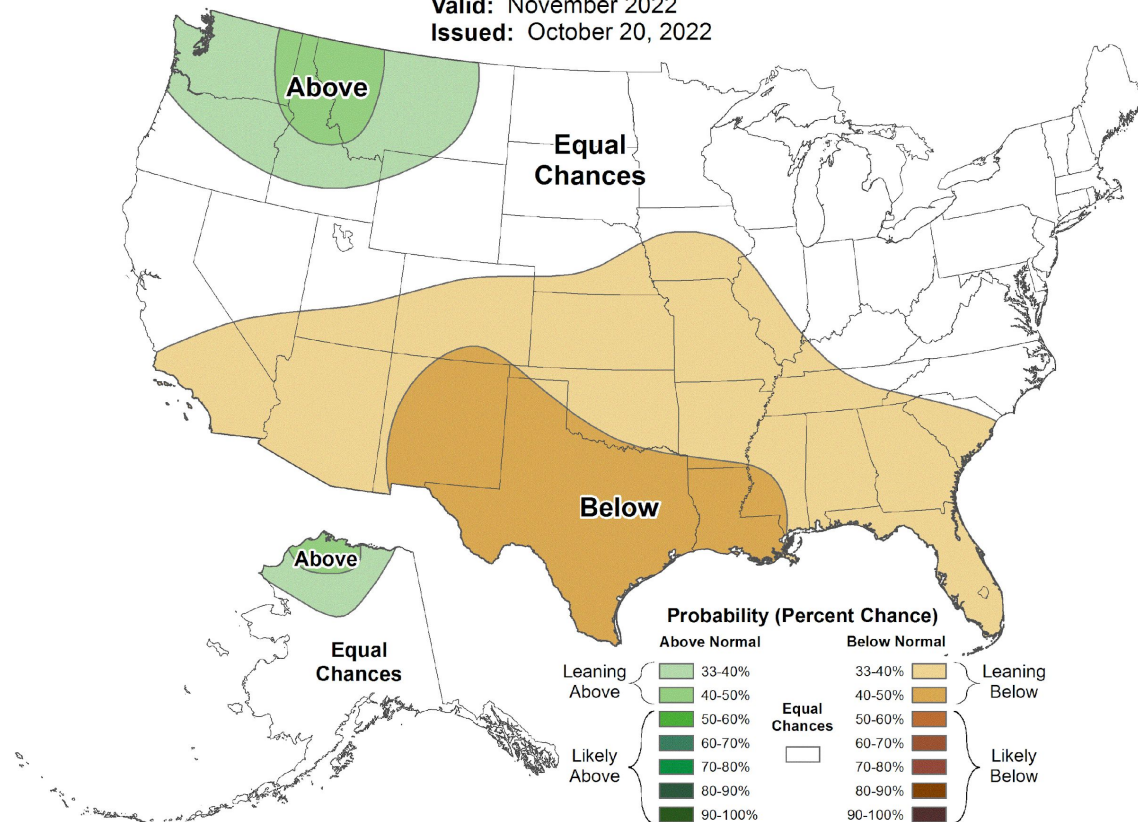 Valid: November 2022
Issued: October 20, 2022
Above
Equal
Chances
Below
Above
Equal
Chances
Probability (Percent Chance)
Above Normal
Below Normal
Leaning
Above
33-40%
40-50%
50-60%
60-70%
70-80%
80-90%
90-100%
Likely
Above
Equal
Chances
33-40%
40-50%
50-60%
60-70%
70-80%
80-90%
90-100%
Leaning
Below
Likely
Below